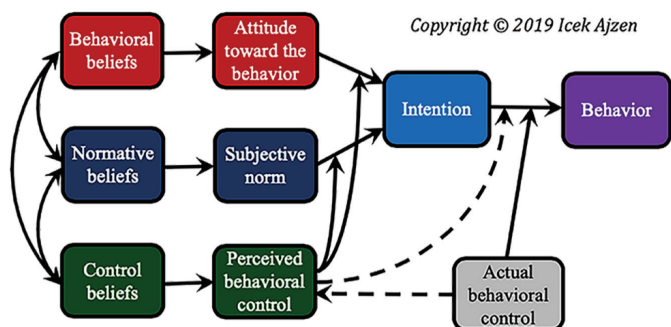 Copyright © 2019 Icek Ajzen
Behavioral
beliefs
Attitude
toward the
behavior
Intention
Behavior
Normative
beliefs
Subjective
norm
Control
beliefs
Perceived
behavioral
control
Actual
behavioral
control